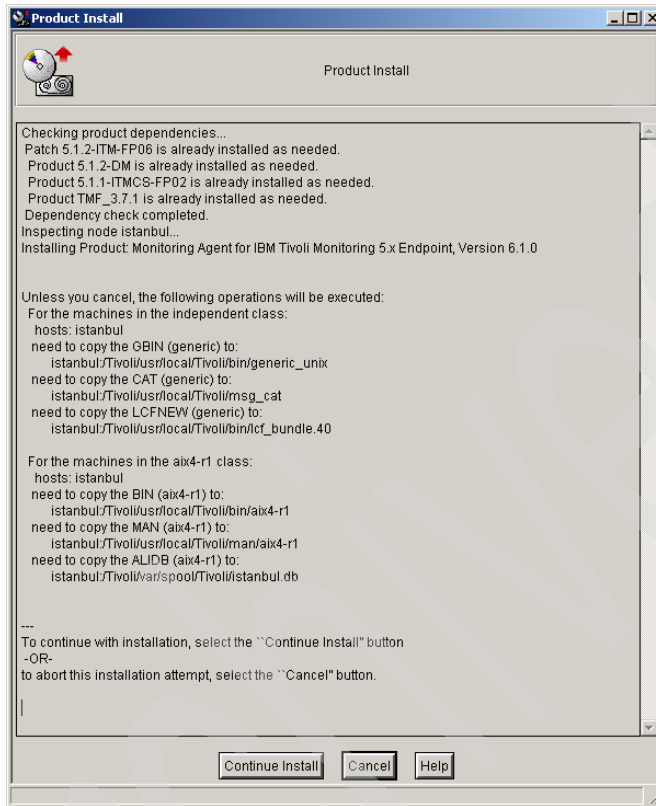 Product Install
Product Install
Checking product dependencies...
Patch 5.1.2-ITM-FP06 is already installed as needed.
Product 5.1.2-DM is already installed as needed.
Product 5.1.1-ITMCS-FP02 is already installed as needed.
Product TMF_3.7.1 is already installed as needed.
Dependency check completed.
Inspecting node istanbul...
Installing Product: Monitoring Agent for IBM Tivoli Monitoring 5.x Endpoint, Version 6.1.0
Unless you cancel, the following operations will be executed:
For the machines in the independent class:
hosts: istanbul
need to copy the GBIN (generic) to:
istanbul:/Tivoli/usr/local/Tivoli/bin/generic_unix
need to copy the CAT (generic) to:
istanbul:/Tivoli/usr/local/Tivoli/msg_cat
need to copy the LCFNEW (generic) to:
istanbul:/Tivoli/usr/local/Tivoli/bin/lcf_bundle.40
For the machines in the aix4-r1 class:
hosts: istanbul
need to copy the BIN (aix4-r1) to:
istanbul:/Tivoli/usr/local/Tivoli/bin/aix4-r1
need to copy the MAN (aix4-r1) to:
istanbul:/Tivoli/usr/local/Tivoli/man/aix4-r1
need to copy the ALIDB (aix4-r1) to:
istanbul:/Tivoli/var/spool/Tivoli/istanbul.db
---
To continue with installation, select the ``Continue Install'' button
-OR-
to abort this installation attempt, select the ``Cancel'' button.
Continue Install Cancel Help